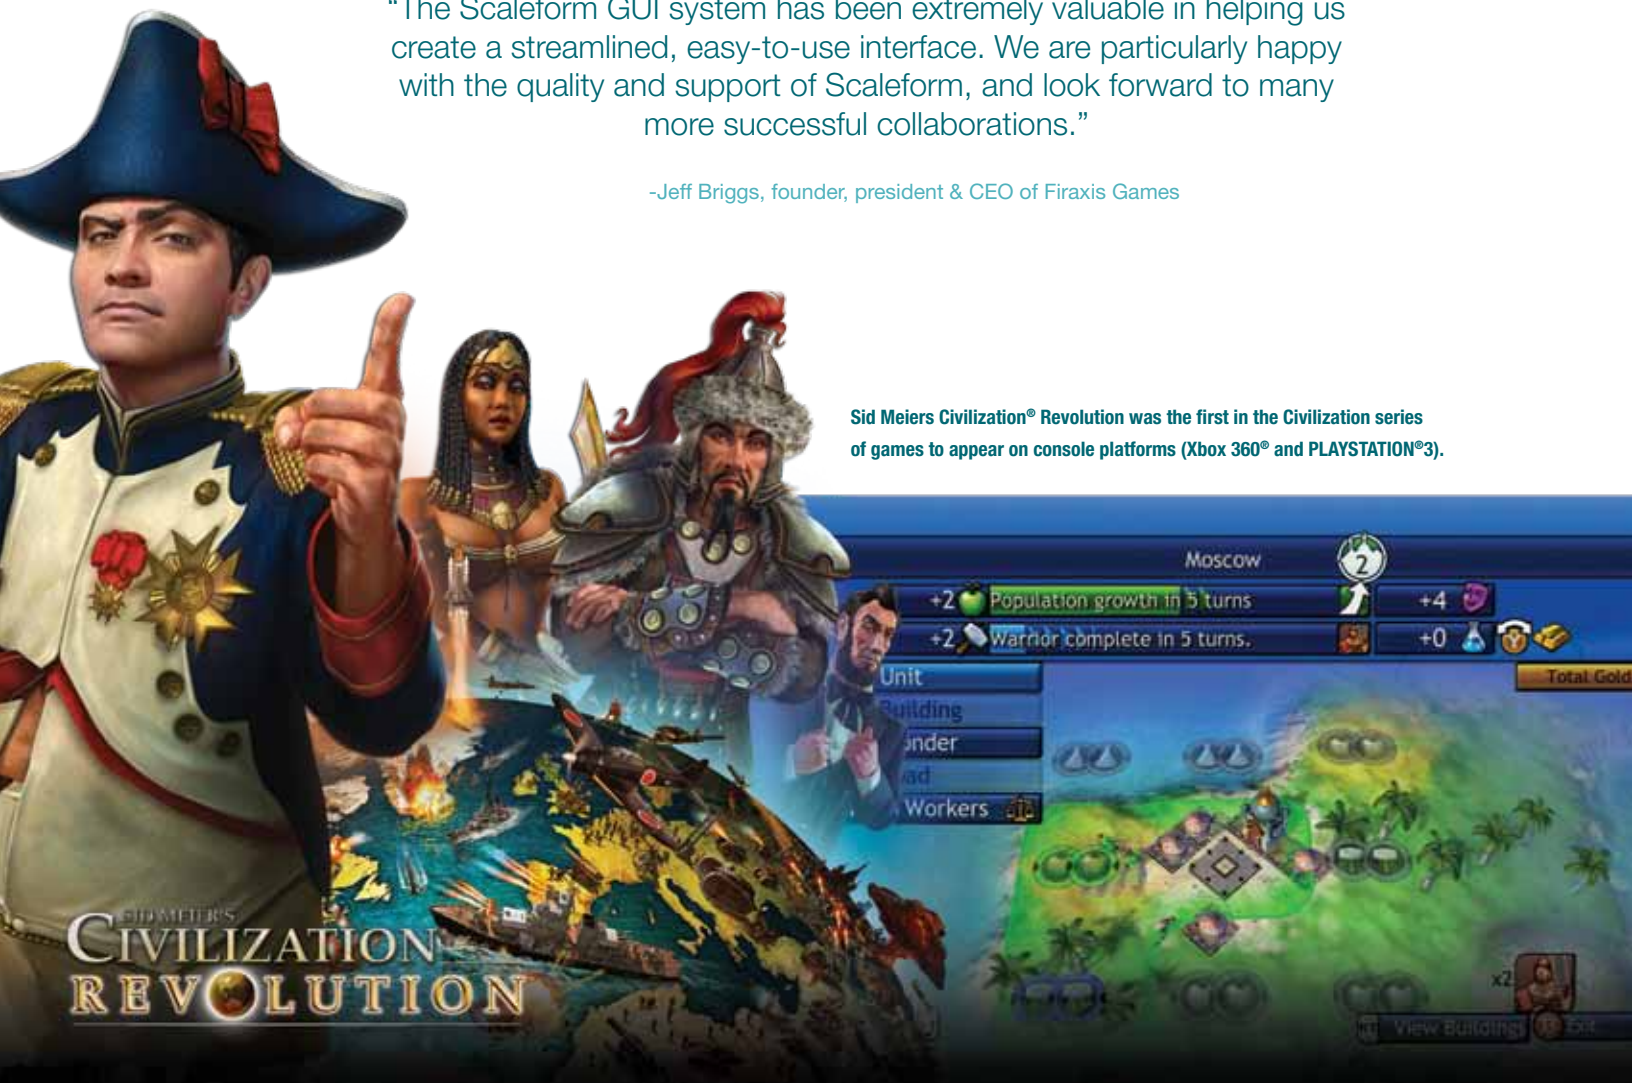 “The Scaleform GUI system has been extremely valuable in helping us
create a streamlined, easy-to-use interface. We are particularly happy
with the quality and support of Scaleform, and look forward to many
more successful collaborations.”
-Jeff Briggs, founder, president & CEO of Firaxis Games
Sid Meiers Civilization® Revolution was the first in the Civilization series
of games to appear on console platforms (Xbox 360® and PLAYSTATION®3).
Moscow
2
+2 Population growth in 5 turns
+4
+2 Warrior complete in 5 turns.
+0
Unit
Total Gold
Building
onder
ad
Workers
SID MEIER'S
CIVILIZATION
REVOLUTION
x2
View Buildings
Exit